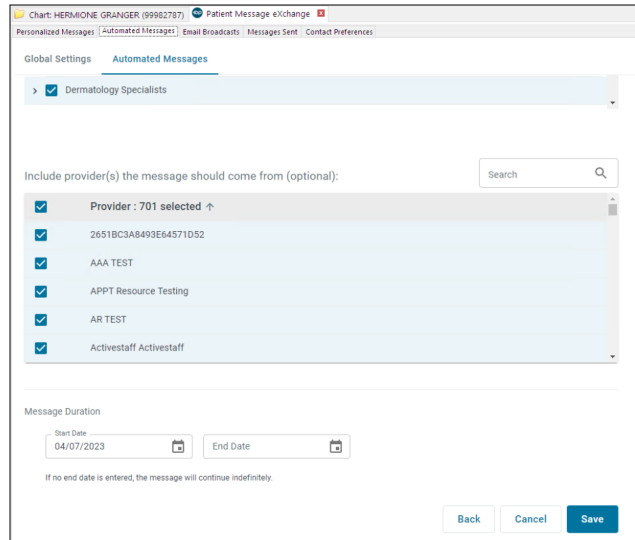 Chart: HERMIONE GRANGER (99982787) Patient Message eXchange
Personalized Messages Automated Messages Email Broadcasts Messages Sent Contact Preferences
Global Settings Automated Messages
Dermatology Specialists
Include provider(s) the message should come from (optional):
Search
Provider : 701 selected ↑
2651BC3A8493E64571D52
AAA TEST
APPT Resource Testing
AR TEST
Activestaff Activestaff
Message Duration
Start Date
04/07/2023 End Date
If no end date is entered, the message will continue indefinitely.
Back Cancel Save